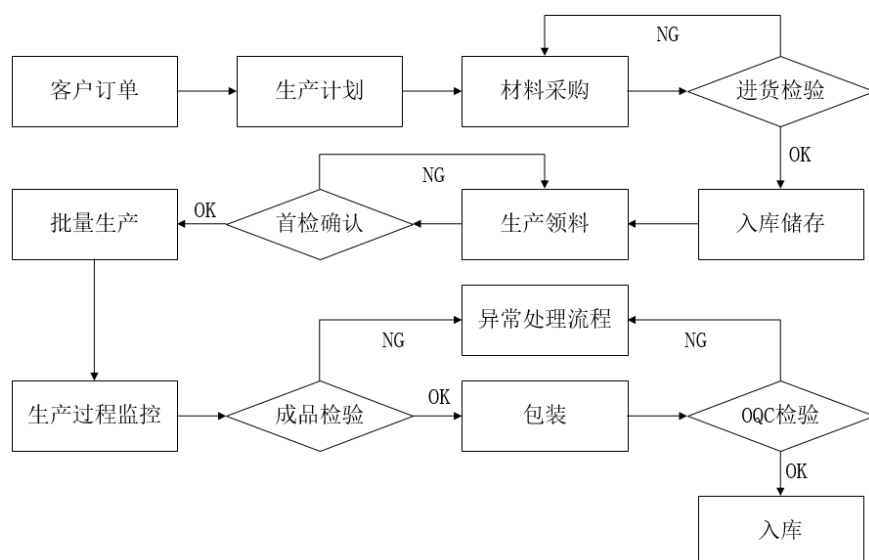 NG
客户订单
生产计划
材料采购
进货检验
OK
批量生产
OK
首检确认
NG
生产领料
入库储存
异常处理流程
NG
NG
生产过程监控
成品检验
OK
包装
OQC检验
OK
入库